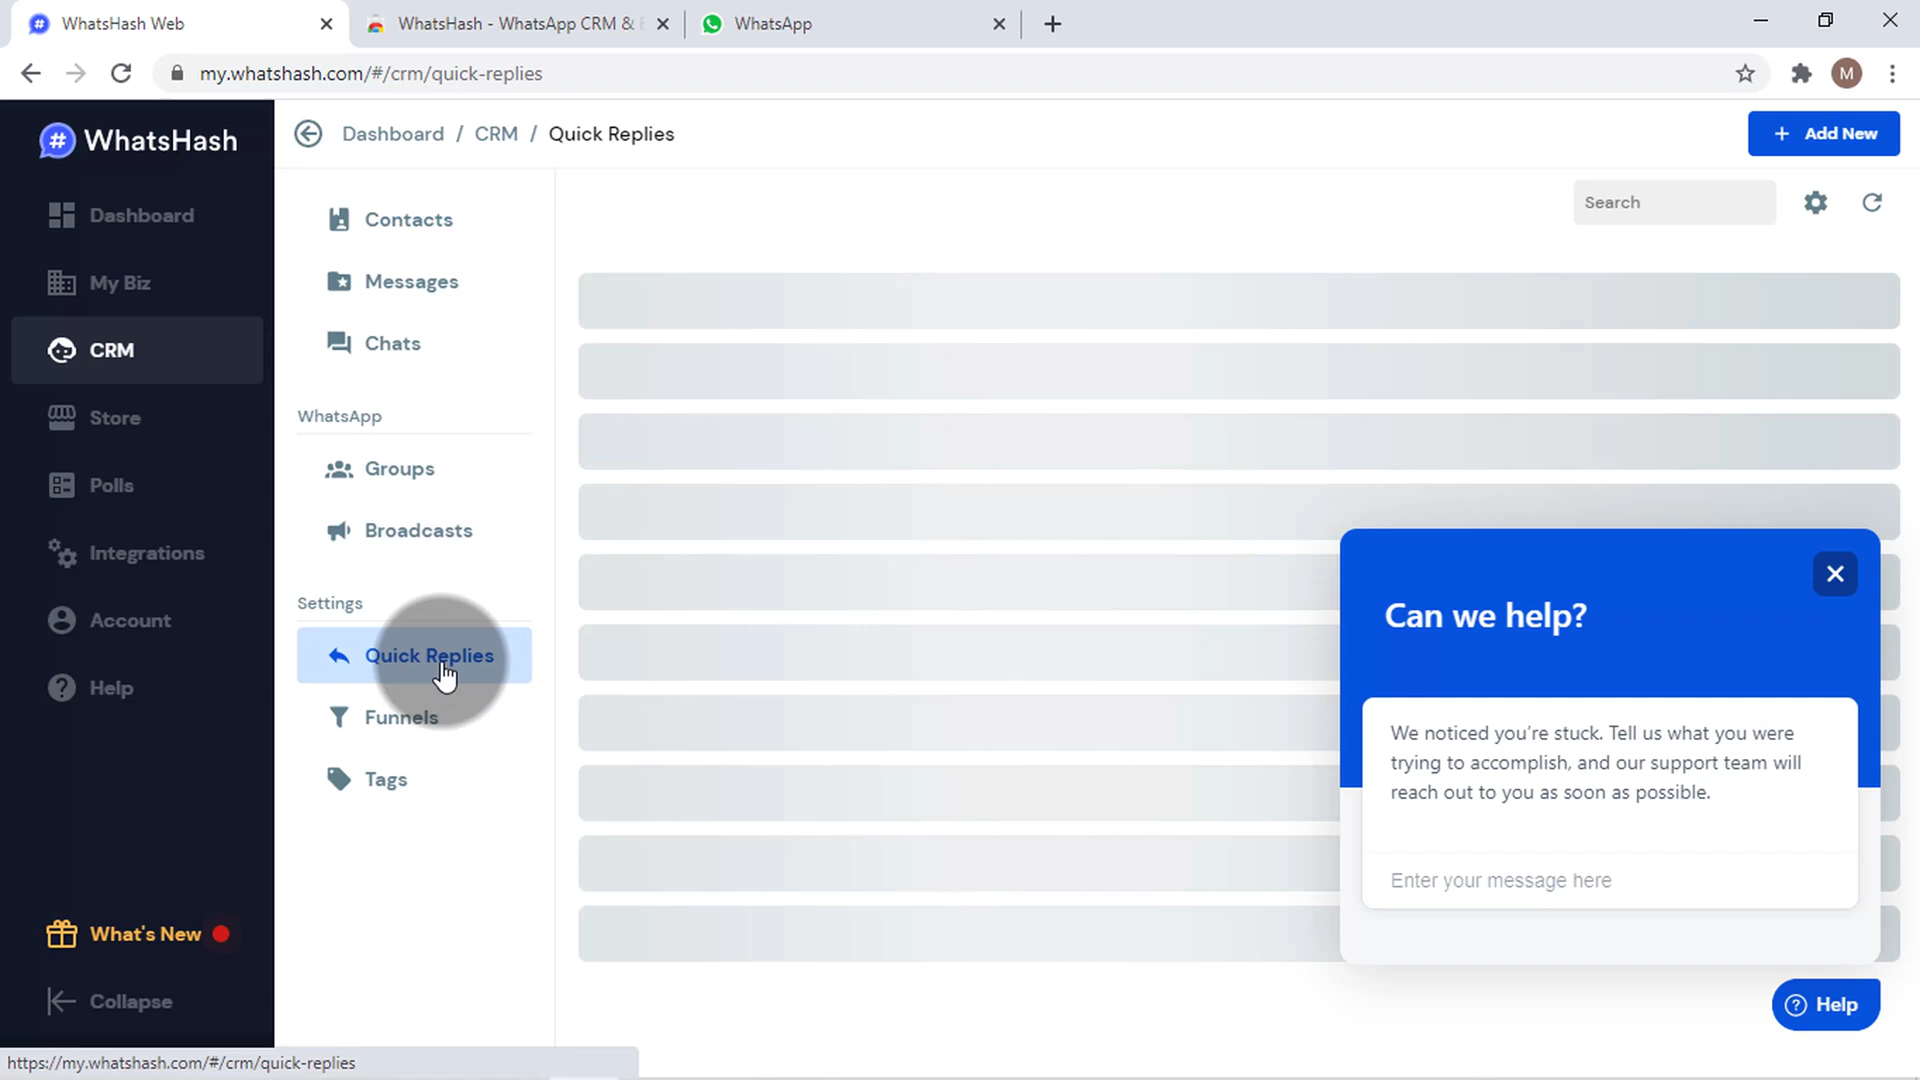 WhatsHash Web
WhatsHash - WhatsApp CRM &
WhatsApp
my.whatshash.com/#/crm/quick-replies
M
# WhatsHash
Dashboard / CRM / Quick Replies
+ Add New
Dashboard
My Biz
CRM
Store
Polls
Integrations
Account
Help
What's New
Collapse
Contacts
Messages
Chats
WhatsApp
Groups
Broadcasts
Settings
Quick Replies
Funnels
Tags
Search
Can we help?
We noticed you're stuck. Tell us what you were
trying to accomplish, and our support team will
reach out to you as soon as possible.
Enter your message here
Help
https://my.whatshash.com/#/crm/quick-replies